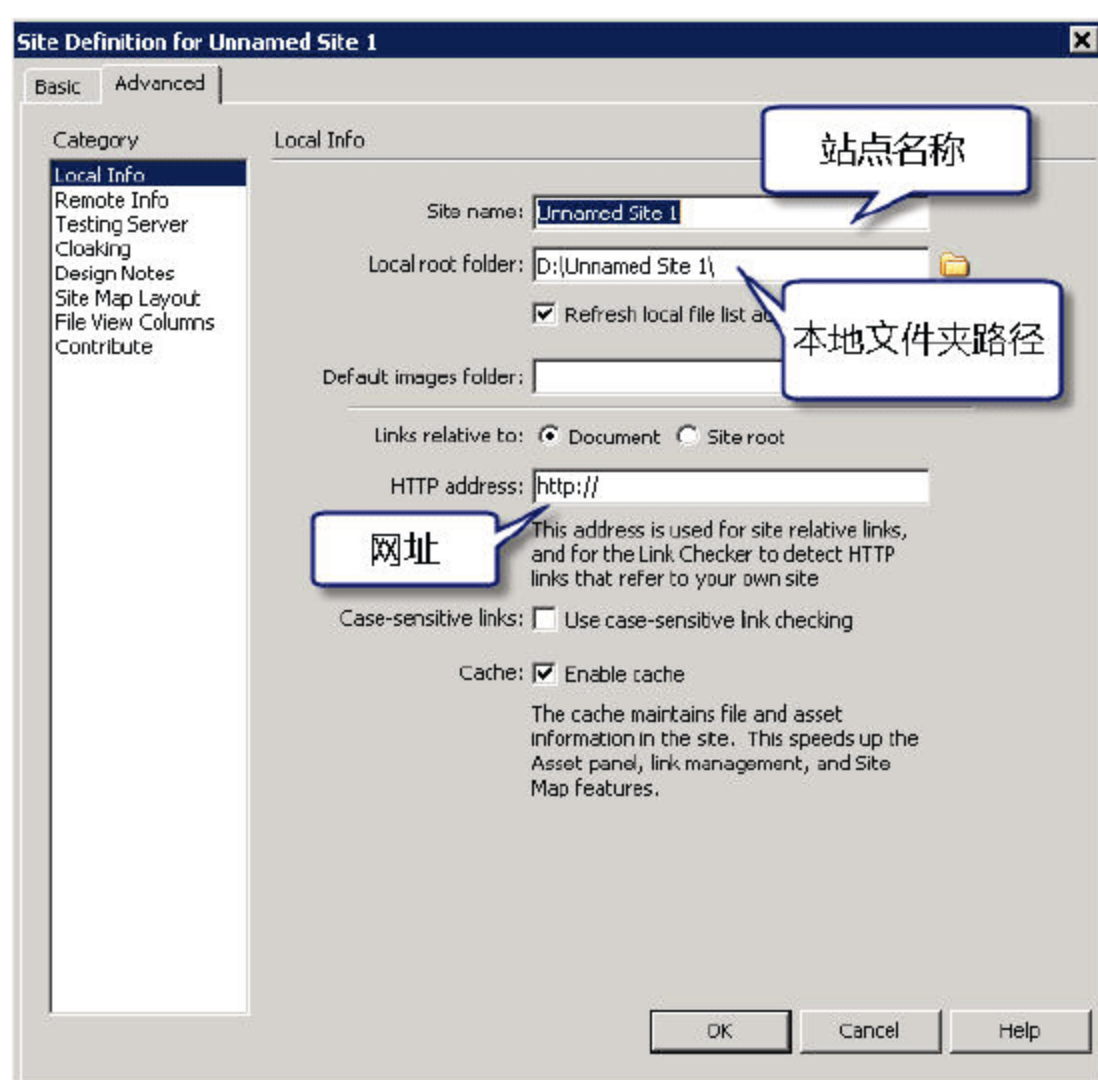 Site Definition for Unnamed Site 1
Basic
Advanced
Category
Local Info
Remote Info
Testing Server
Cloaking
Design Notes
Site Map Layout
File View Columns
Contribute
Local Info
站点名称
Site name: Unnamed Site 1
Local root folder: D:\Unnamed Site 1\
Refresh local file list
本地文件夹路径
Default images folder:
Links relative to: Document Site root
HTTP address: http://
网址
This address is used for site relative links,
and for the Link Checker to detect HTTP
links that refer to your own site
Case-sensitive links: Use case-sensitive link checking
Cache: Enable cache
The cache maintains file and asset
information in the site. This speeds up the
Asset panel, link management, and Site
Map features.
OK
Cancel
Help